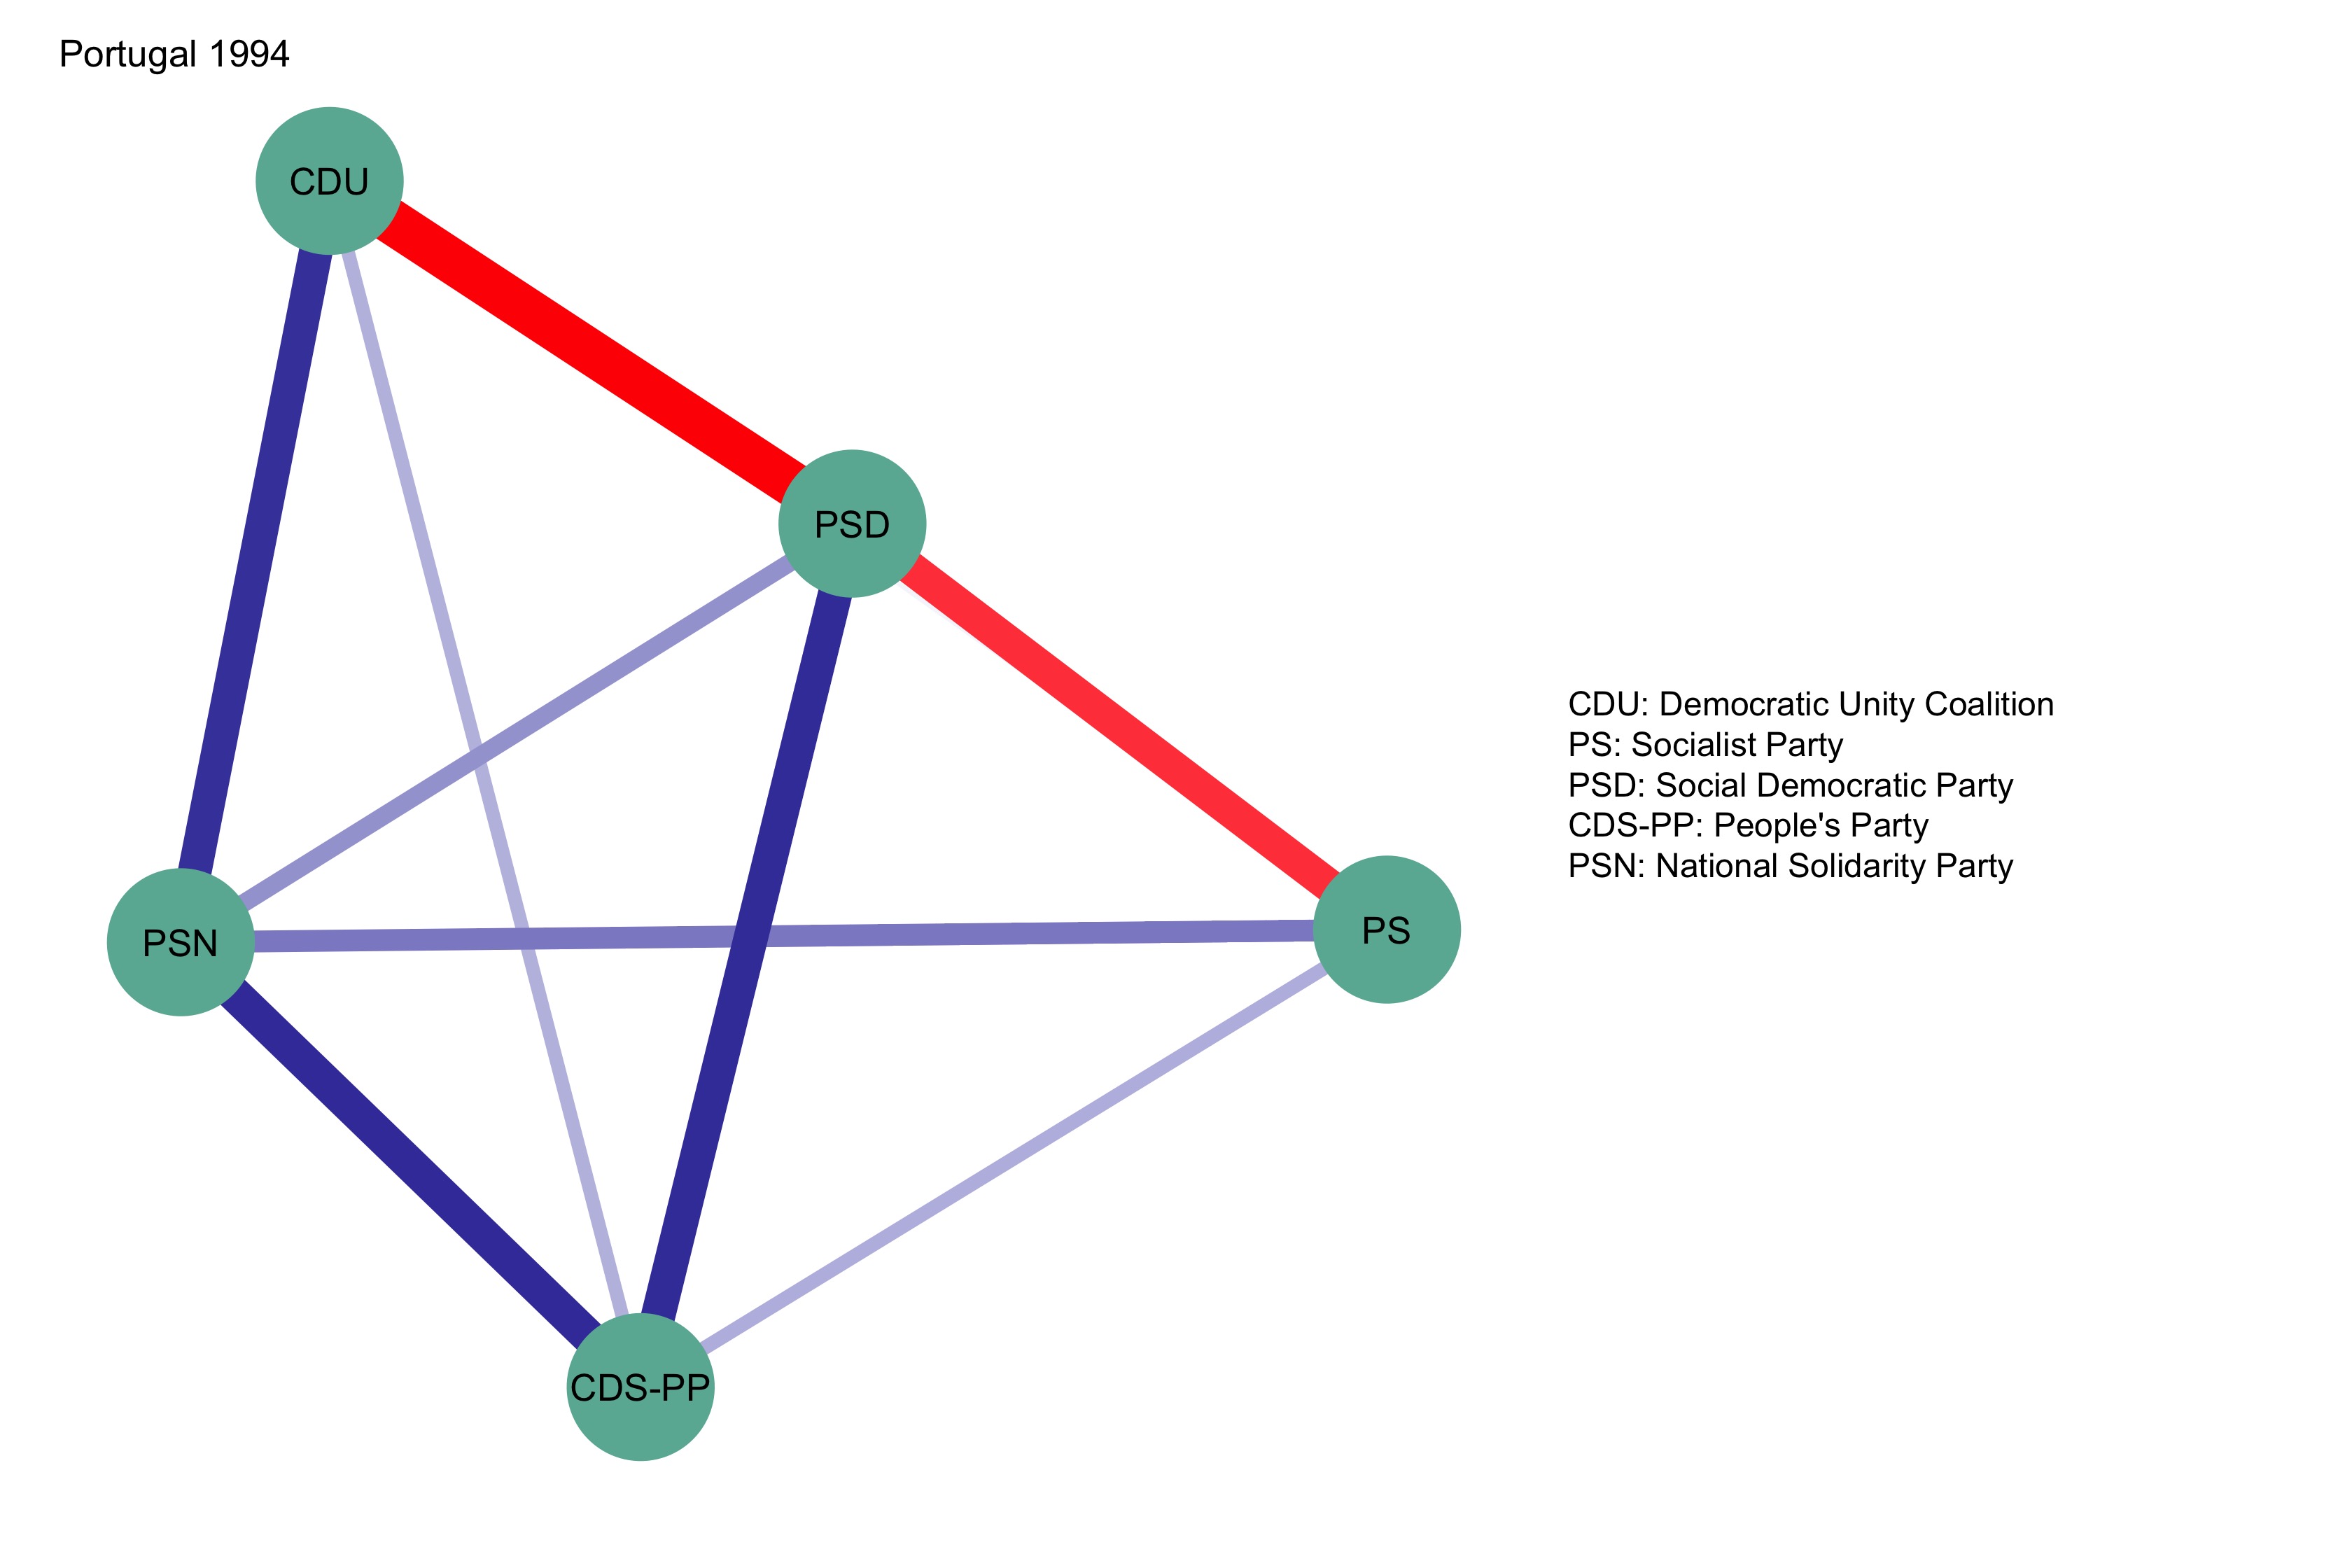 Portugal 1994
CDU
PSD
PSN
PS
CDS-PP
CDU: Democratic Unity Coalition
PS: Socialist Party
PSD: Social Democratic Party
CDS-PP: People's Party
PSN: National Solidarity Party